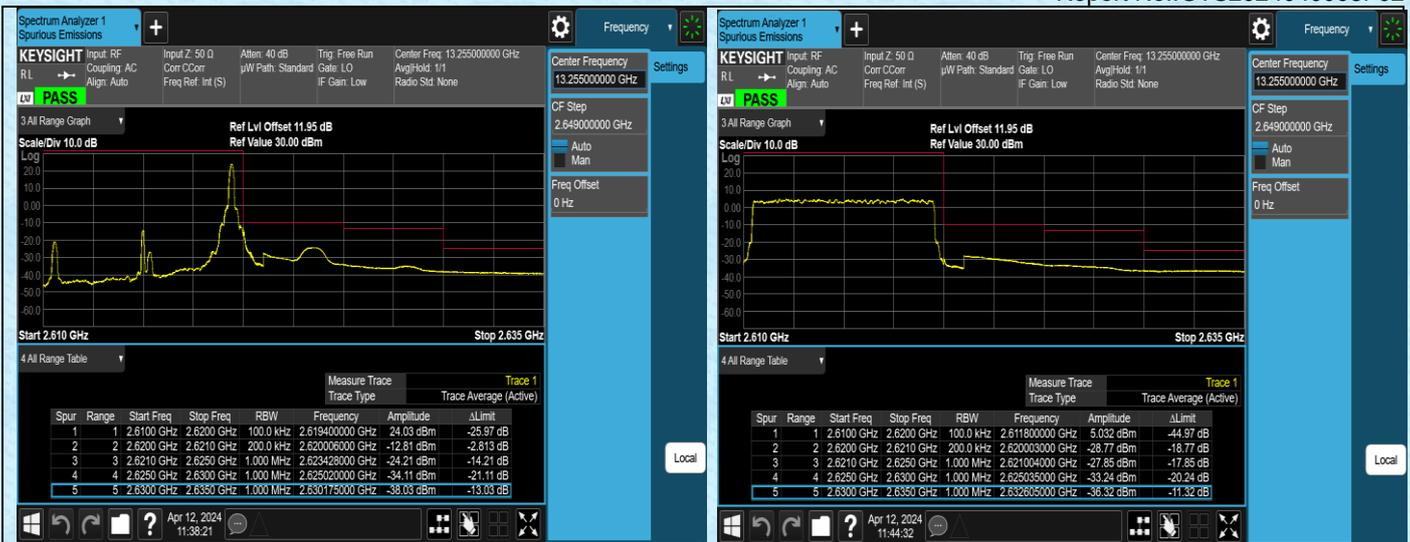 Spectrum Analyzer 1
Spurious Emissions
+
Frequency
KEYSIGHT
RL
PASS
Input: RF
Coupling: AC
Align: Auto
Input Z: 50 Ω
Corr CCorr
Freq Ref: Int (S)
Atten: 40 dB
µW Path: Standard
Trig: Free Run
Gate: LO
IF Gain: Low
Center Freq: 13.255000000 GHz
Avg|Hold: 1/1
Radio Std: None
Center Frequency
13.255000000 GHz
Settings
CF Step
2.649000000 GHz
Auto
Man
Freq Offset
0 Hz
3 All Range Graph
Scale/Div 10.0 dB
Ref Lvl Offset 11.95 dB
Ref Value 30.00 dBm
Log
20.0
10.0
0.00
-10.0
-20.0
-30.0
-40.0
-50.0
-60.0
Start 2.610 GHz
Stop 2.635 GHz
4 All Range Table
Measure Trace Trace 1
Trace Type Trace Average (Active)
Spur Range Start Freq Stop Freq RBW Frequency Amplitude ΔLimit
1 1 2.6100 GHz 2.6200 GHz 100.0 kHz 2.619400000 GHz 24.03 dBm -25.97 dB
2 2 2.6200 GHz 2.6210 GHz 200.0 kHz 2.620006000 GHz -12.81 dBm -2.813 dB
3 3 2.6210 GHz 2.6250 GHz 1.000 MHz 2.623428000 GHz -24.21 dBm -14.21 dB
4 4 2.6250 GHz 2.6300 GHz 1.000 MHz 2.625020000 GHz -34.11 dBm -21.11 dB
5 5 2.6300 GHz 2.6350 GHz 1.000 MHz 2.630175000 GHz -38.03 dBm -13.03 dB
Local
?
Apr 12, 2024
11:38:21
Spectrum Analyzer 1
Spurious Emissions
+
Frequency
KEYSIGHT
RL
PASS
Input: RF
Coupling: AC
Align: Auto
Input Z: 50 Ω
Corr CCorr
Freq Ref: Int (S)
Atten: 40 dB
µW Path: Standard
Trig: Free Run
Gate: LO
IF Gain: Low
Center Freq: 13.255000000 GHz
Avg|Hold: 1/1
Radio Std: None
Center Frequency
13.255000000 GHz
Settings
CF Step
2.649000000 GHz
Auto
Man
Freq Offset
0 Hz
3 All Range Graph
Scale/Div 10.0 dB
Ref Lvl Offset 11.95 dB
Ref Value 30.00 dBm
Log
20.0
10.0
0.00
-10.0
-20.0
-30.0
-40.0
-50.0
-60.0
Start 2.610 GHz
Stop 2.635 GHz
4 All Range Table
Measure Trace Trace 1
Trace Type Trace Average (Active)
Spur Range Start Freq Stop Freq RBW Frequency Amplitude ΔLimit
1 1 2.6100 GHz 2.6200 GHz 100.0 kHz 2.611800000 GHz 5.032 dBm -44.97 dB
2 2 2.6200 GHz 2.6210 GHz 200.0 kHz 2.620003000 GHz -28.77 dBm -18.77 dB
3 3 2.6210 GHz 2.6250 GHz 1.000 MHz 2.621004000 GHz -27.85 dBm -17.85 dB
4 4 2.6250 GHz 2.6300 GHz 1.000 MHz 2.625035000 GHz -33.24 dBm -20.24 dB
5 5 2.6300 GHz 2.6350 GHz 1.000 MHz 2.632605000 GHz -36.32 dBm -11.32 dB
Local
?
Apr 12, 2024
11:44:32